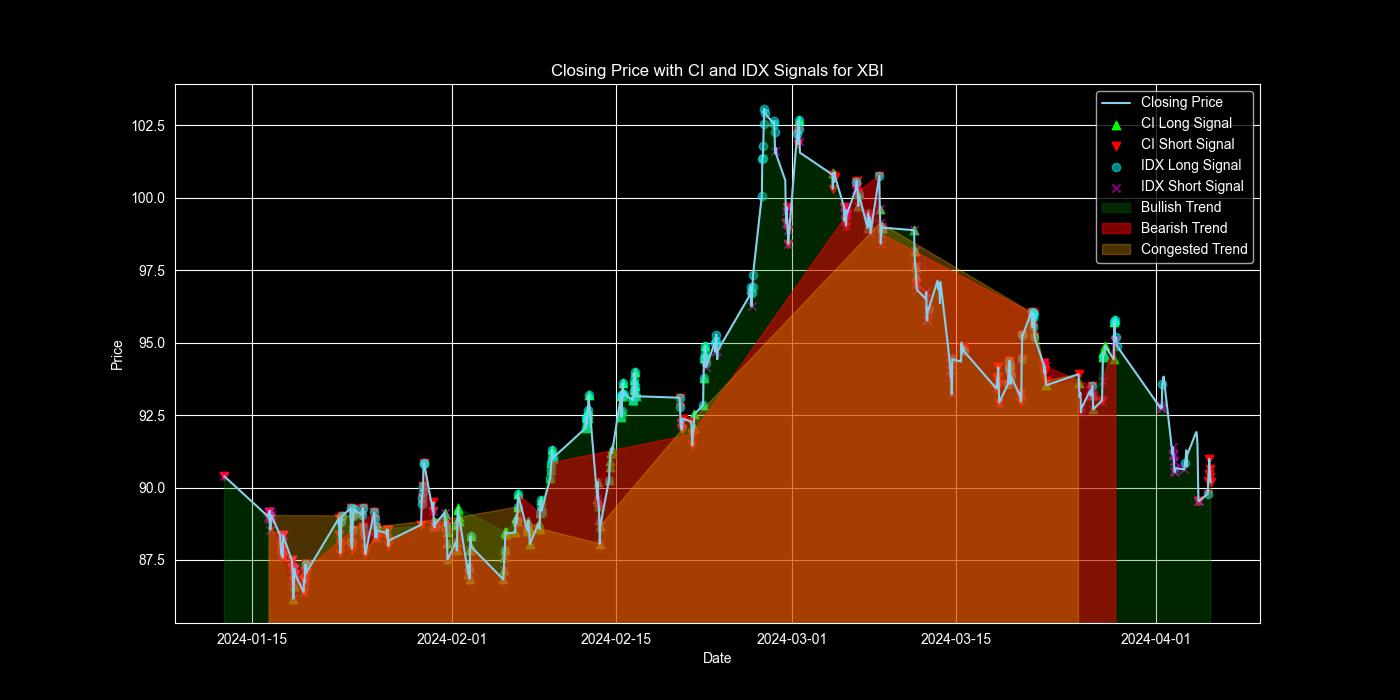 Closing Price with CI and IDX Signals for XBI
Closing Price
CI Long Signal
CI Short Signal
IDX Long Signal
IDX Short Signal
Bullish Trend
Bearish Trend
Congested Trend
Price
102.5
100.0
97.5
95.0
92.5
90.0
87.5
2024-01-15
2024-02-01
2024-02-15
2024-03-01
2024-03-15
2024-04-01
Date